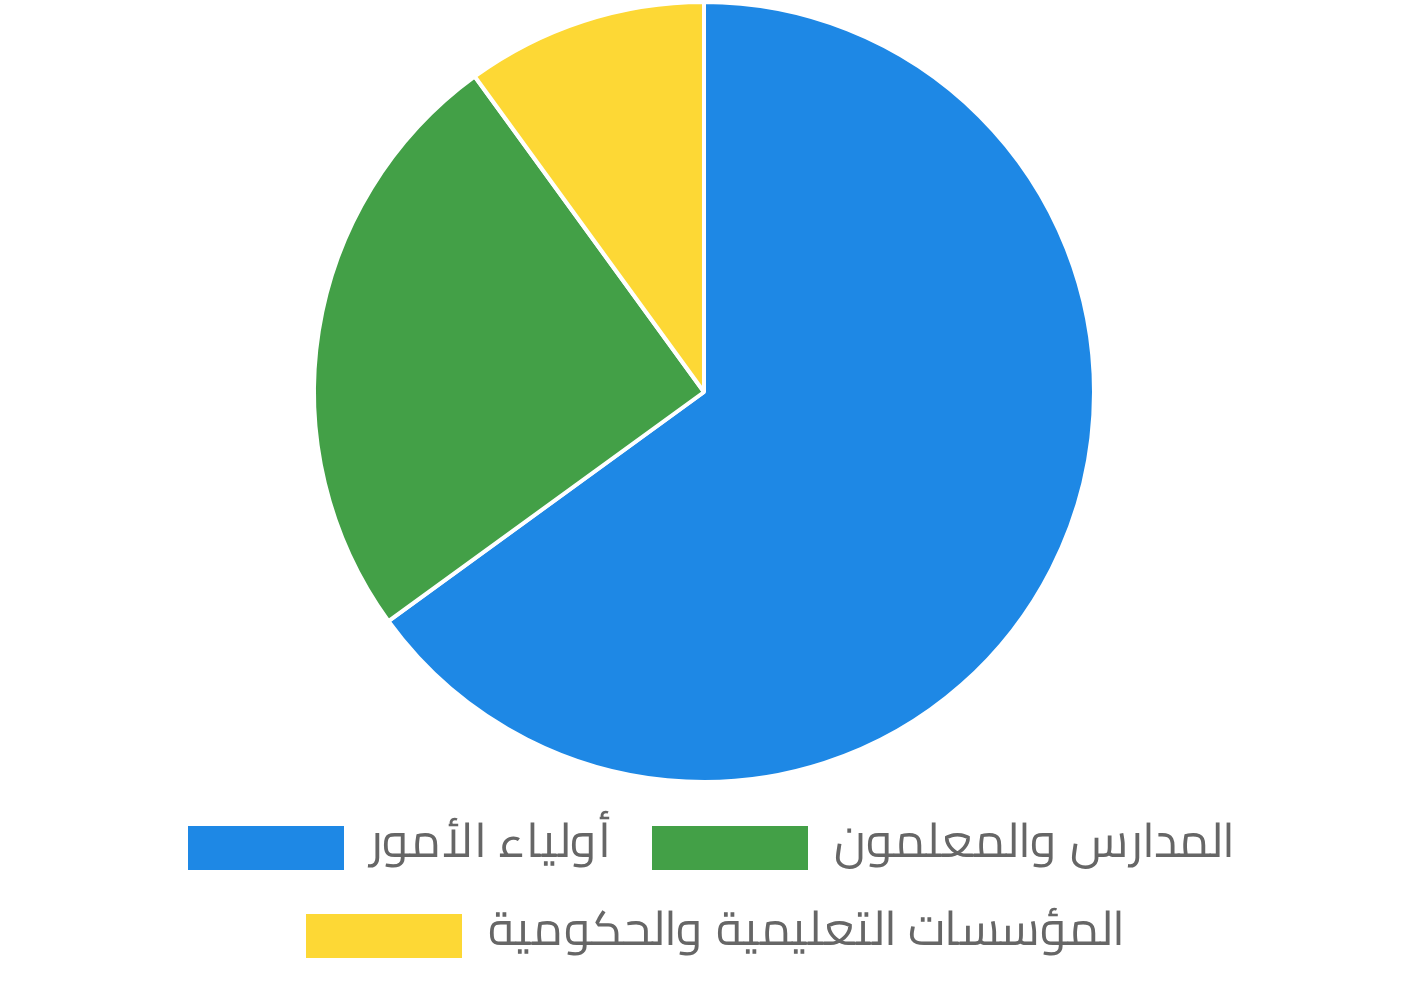 أولياء الأمور
المدارس والمعلمون
المؤسسات التعليمية والحكومية